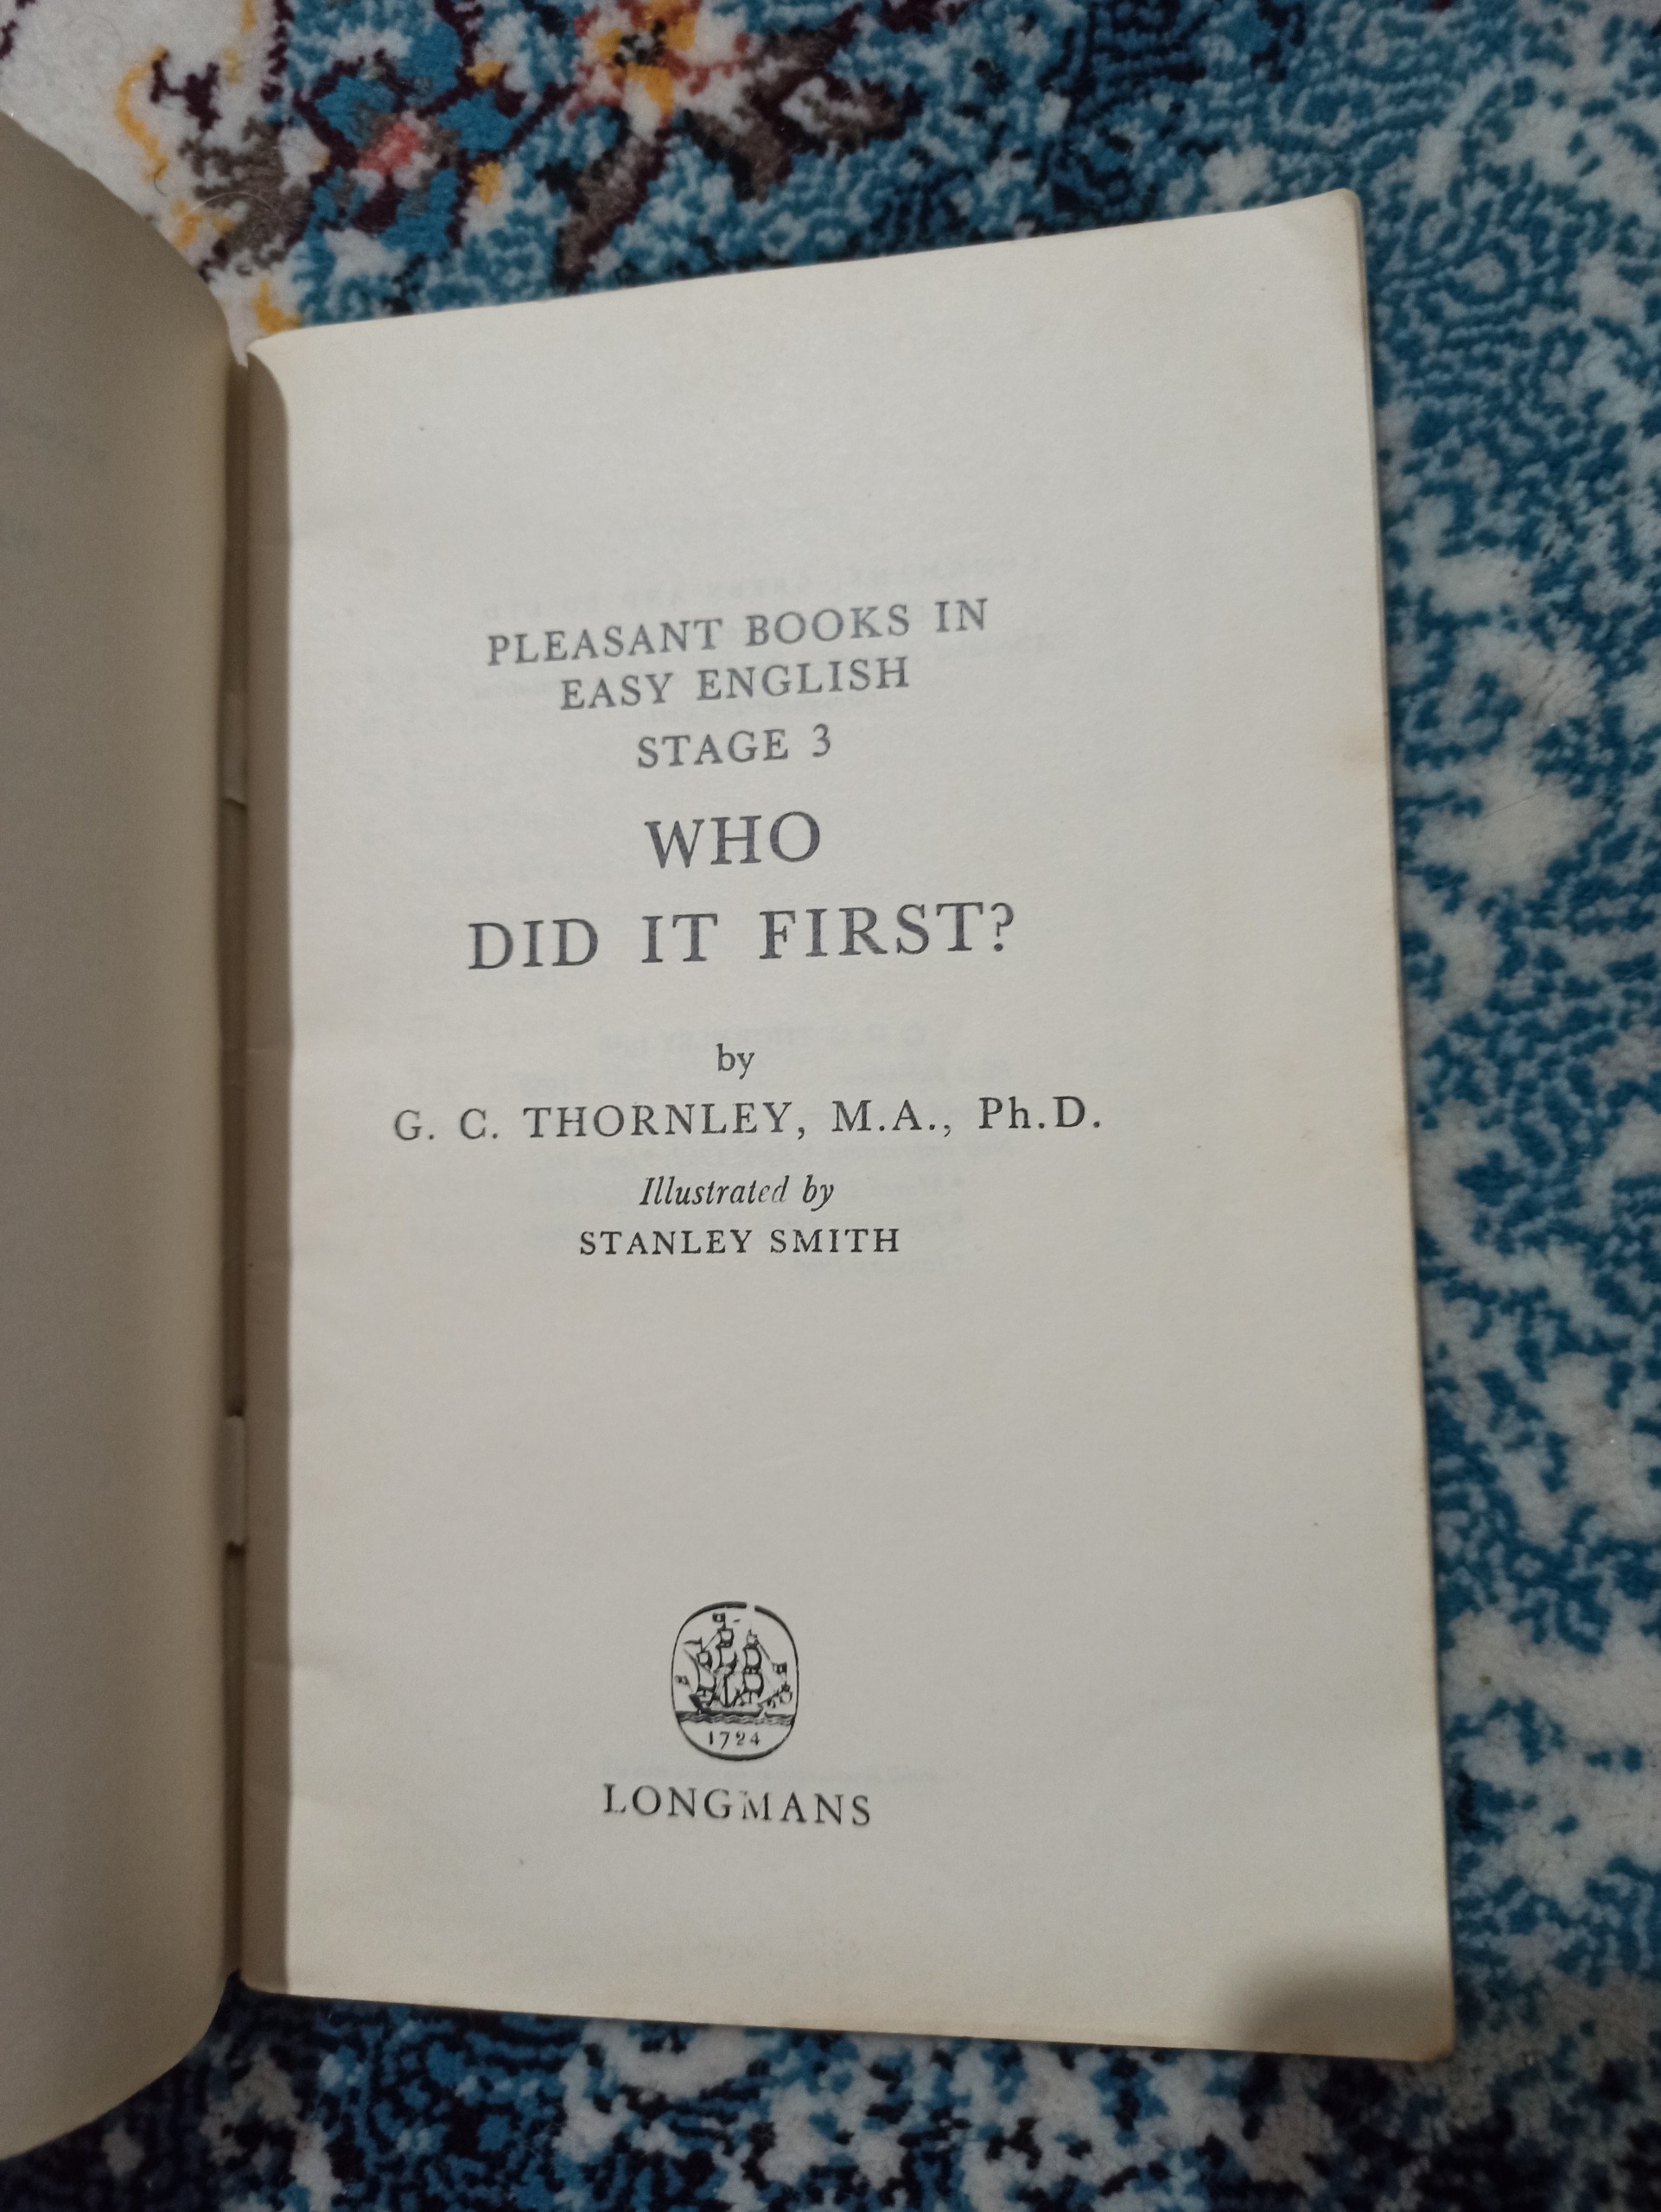 PLEASANT BOOKS IN
EASY ENGLISH
STAGE 3
WHO
DID IT FIRST?
by
G. C. THORNLEY, M.A., Ph.D.
Illustrated by
STANLEY SMITH
1724
LONGMANS